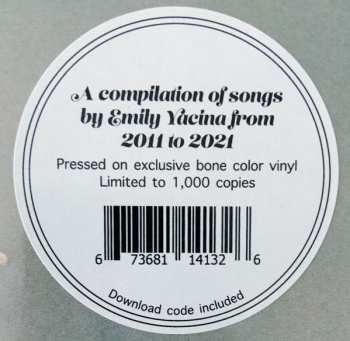 A compilation of songs
by Emily Yacina from
2011 to 2021
Pressed on exclusive bone color vinyl
Limited to 1,000 copies
6 73681 14132 6
Download code included